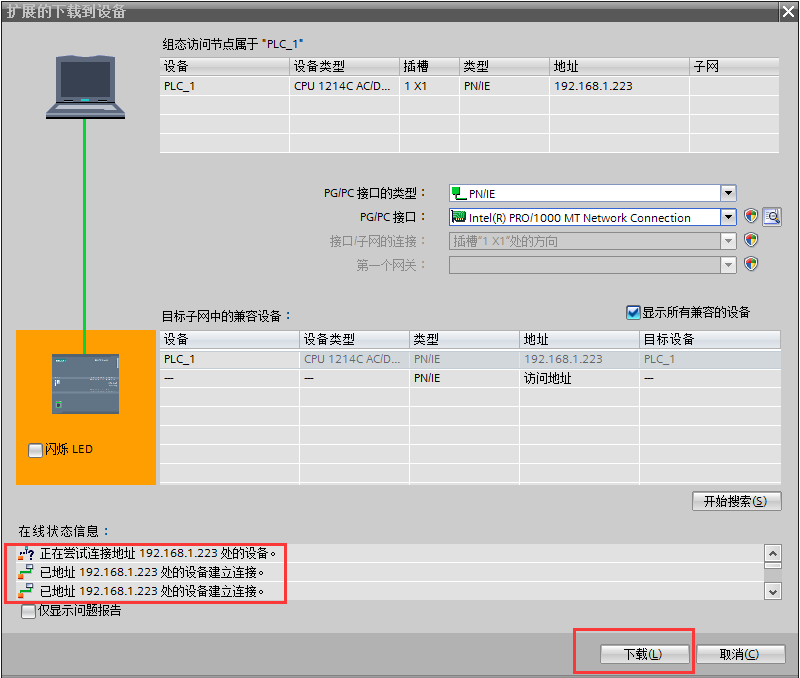 扩展的下载到设备
组态访问节点属于 "PLC_1"
设备 设备类型 插槽 类型 地址 子网
PLC_1 CPU 1214C AC/D... 1 X1 PN/IE 192.168.1.223
PG/PC 接口的类型： PN/IE
PG/PC 接口： Intel(R) PRO/1000 MT Network Connection
接口/子网的连接： 插槽"1 X1"处的方向
第一个网关：
目标子网中的兼容设备： 显示所有兼容的设备
设备 设备类型 类型 地址 目标设备
PLC_1 CPU 1214C AC/D... PN/IE 192.168.1.223 PLC_1
— — PN/IE 访问地址 —
闪烁 LED
开始搜索(S)
在线状态信息：
正在尝试连接地址 192.168.1.223 处的设备。
已地址 192.168.1.223 处的设备建立连接。
已地址 192.168.1.223 处的设备建立连接。
仅显示问题报告
下载(L) 取消(C)